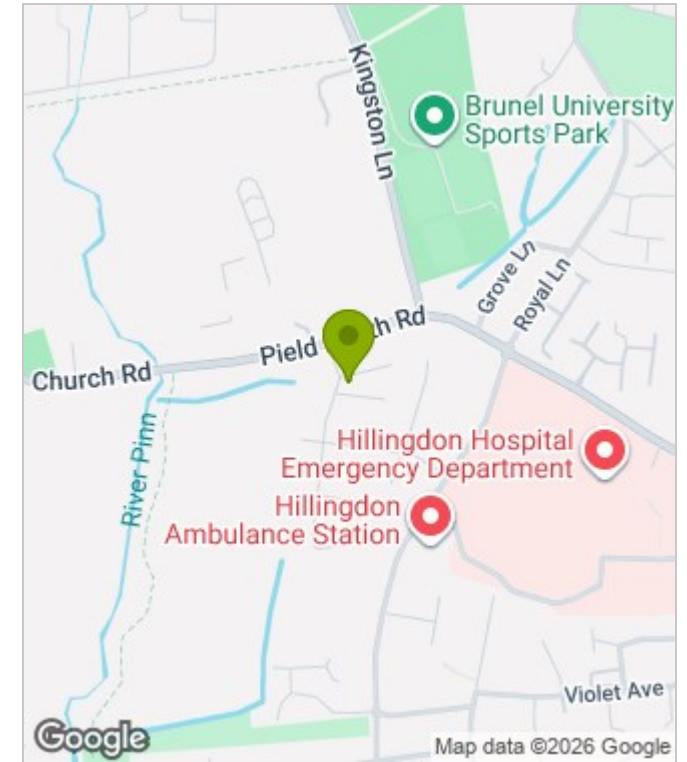 Kingston Ln
Brunel University
Sports Park
Grove Ln
Royal Ln
Pield
h Rd
Church Rd
River Pinn
Hillingdon Hospital
Emergency Department
Hillingdon
Ambulance Station
Violet Ave
Google
Map data ©2026 Google